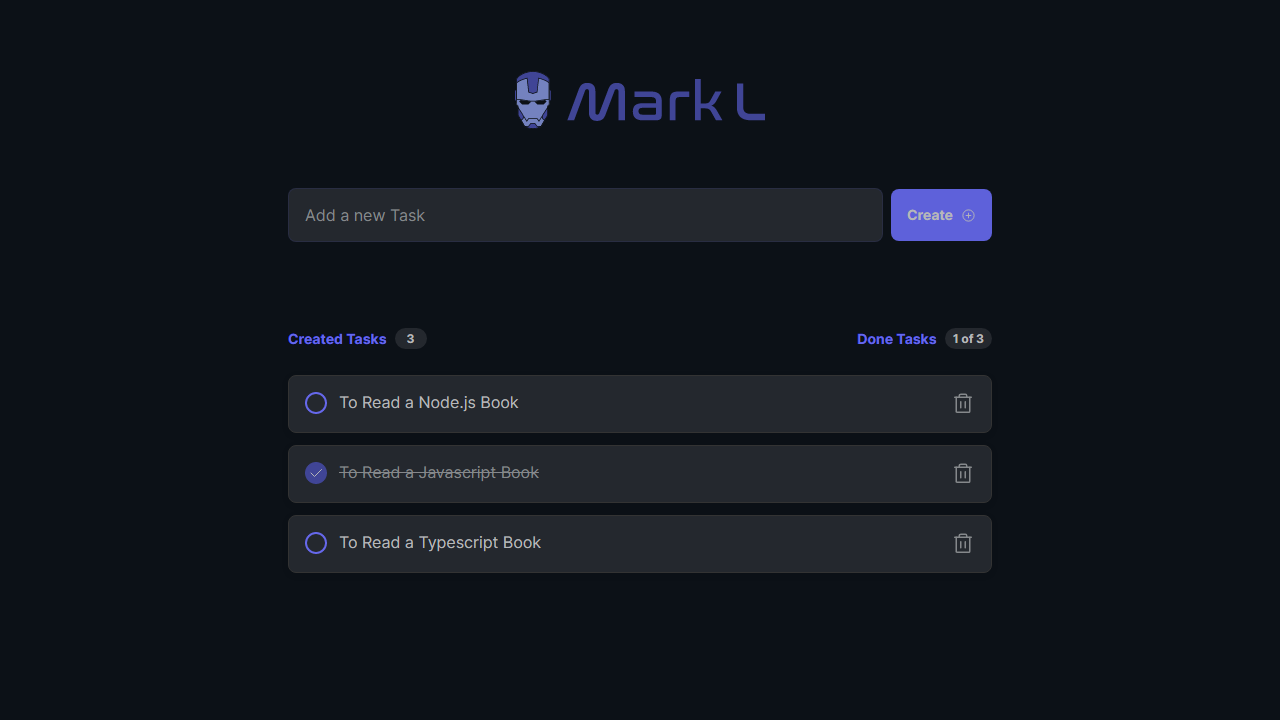 Mark L
Add a new Task
Create
Created Tasks 3
Done Tasks 1 of 3
To Read a Node.js Book
To Read a Javascript Book
To Read a Typescript Book